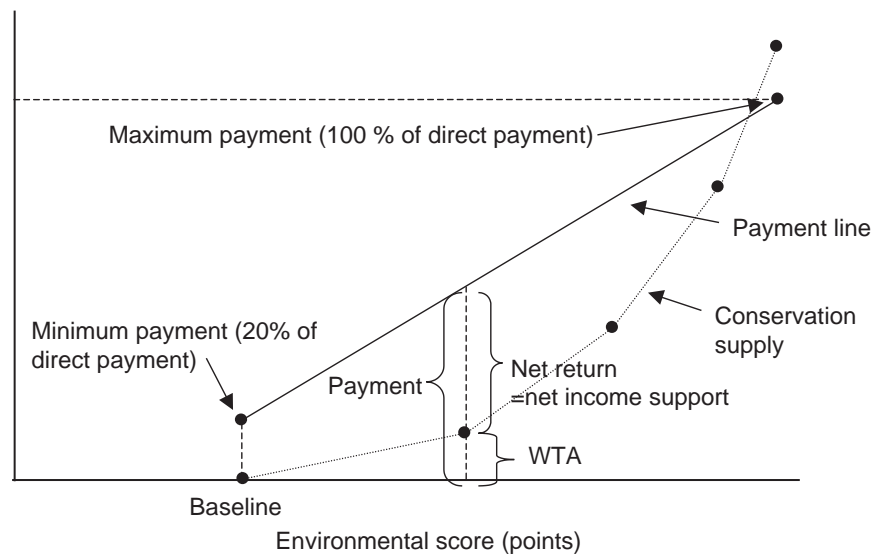 Maximum payment (100 % of direct payment)
Payment line
Minimum payment (20% of
direct payment)
Conservation
supply
Payment
Net return
=net income support
WTA
Baseline
Environmental score (points)